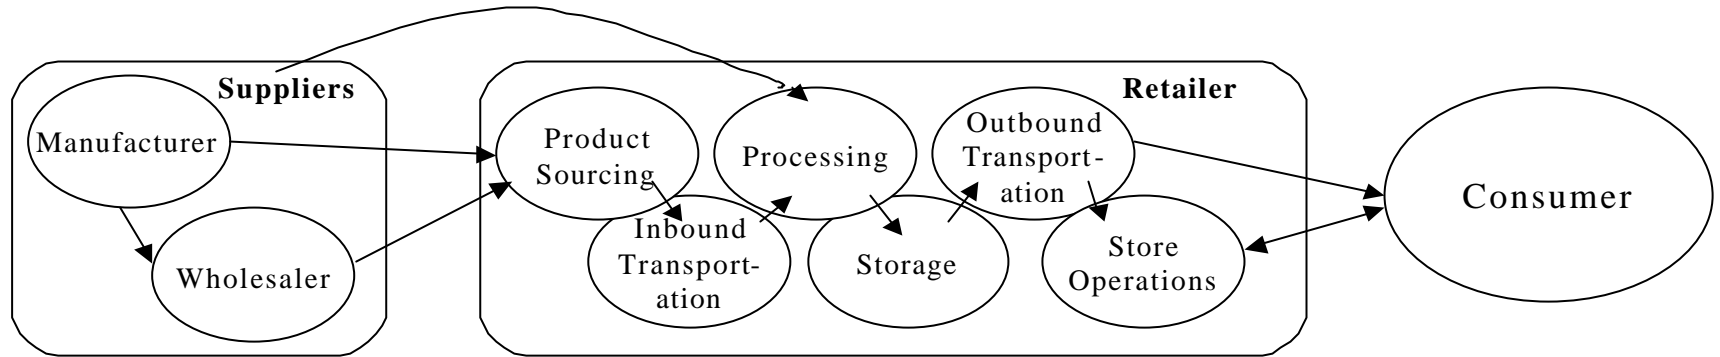 Suppliers
Manufacturer
Wholesaler
Retailer
Product
Sourcing
Inbound
Transport-
ation
Processing
Storage
Outbound
Transport-
ation
Store
Operations
Consumer